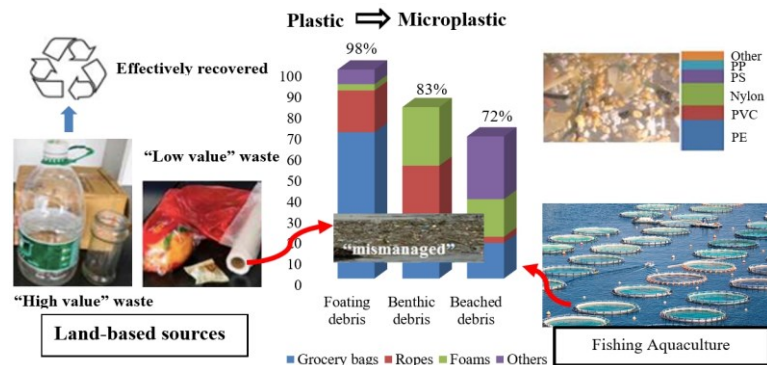 Plastic ⇒ Microplastic
Effectively recovered
"Low value" waste
"High value" waste
Land-based sources
98%
83%
72%
100
90
80
70
60
50
40
30
20
10
0
"mismanaged"
Foating debris
Benthic debris
Beached debris
Grocery bags Ropes Foams Others
Other
PP
PS
Nylon
PVC
PE
Fishing Aquaculture